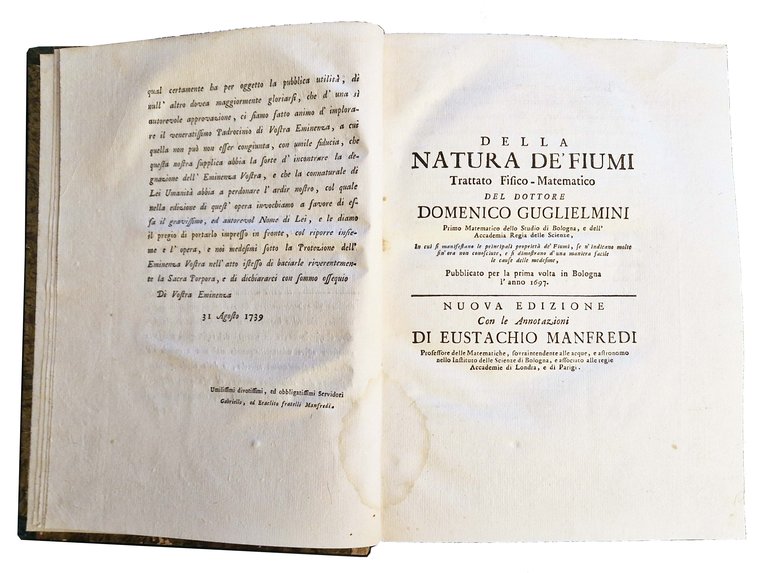 qual certamente ha per oggetto la pubblica utilità, di
null' altro dovea maggiormente gloriarsi, che d' una sì
autorevole approvazione, ci siamo fatto animo d' implora-
re il veneratissimo Padrocinio di Vostra Eminenza, a cui
quella non può non esser congiunta, con umile fiducia, che
questa nostra supplica abbia la sorte d' incontrare la de-
gnazione dell' Eminenza Vostra, e che la connaturale di
Lei Umanità abbia a perdonare l' ardir nostro, col quale
nella edizione di quest' opera invochiamo a favore di es-
sa il gravissimo, ed autorevol Nome di Lei, e le diamo
il pregio di portarlo impresso in fronte, col riporre insie-
me e l' opera, e noi medesimi sotto la Protezione dell'
Eminenza Vostra nell' atto istesso di baciarle riverentemen-
te la Sacra Porpora, e di dichiararci con sommo ossequio
Di Vostra Eminenza
31 Agosto 1739
Umilissimi divotissimi, ed obbligatissimi Servidori
Gabriello, ed Eraclito fratelli Manfredi.
DELLA
NATURA DE' FIUMI
Trattato Fisico-Matematico
DEL DOTTORE
DOMENICO GUGLIELMINI
Primo Matematico dello Studio di Bologna, e dell'
Accademia Regia delle Scienze,
In cui si manifestano le principali proprietà de' Fiumi, se n' indicano molte
fin' ora non conosciute, e si dimostrano d' una maniera facile
le cause delle medesime,
Pubblicato per la prima volta in Bologna
l' anno 1697.
NUOVA EDIZIONE
Con le Annotazioni
DI EUSTACHIO MANFREDI
Professore delle Matematiche, sovraintendente alle acque, e astronomo
nello Instituto delle Scienze di Bologna, e associato alle regie
Accademie di Londra, e di Parigi.